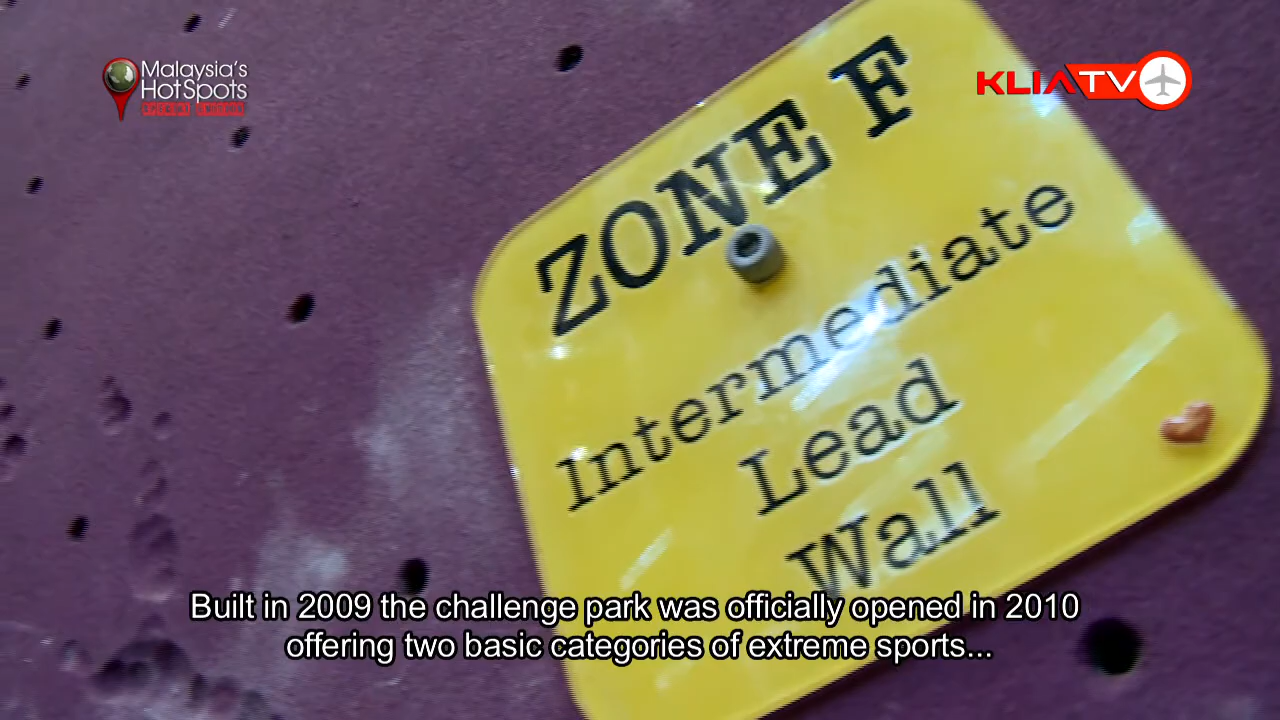 Malaysia's
HotSpots
KLIATV
ZONE F
Intermediate
Lead
Wall
Built in 2009 the challenge park was officially opened in 2010
offering two basic categories of extreme sports...